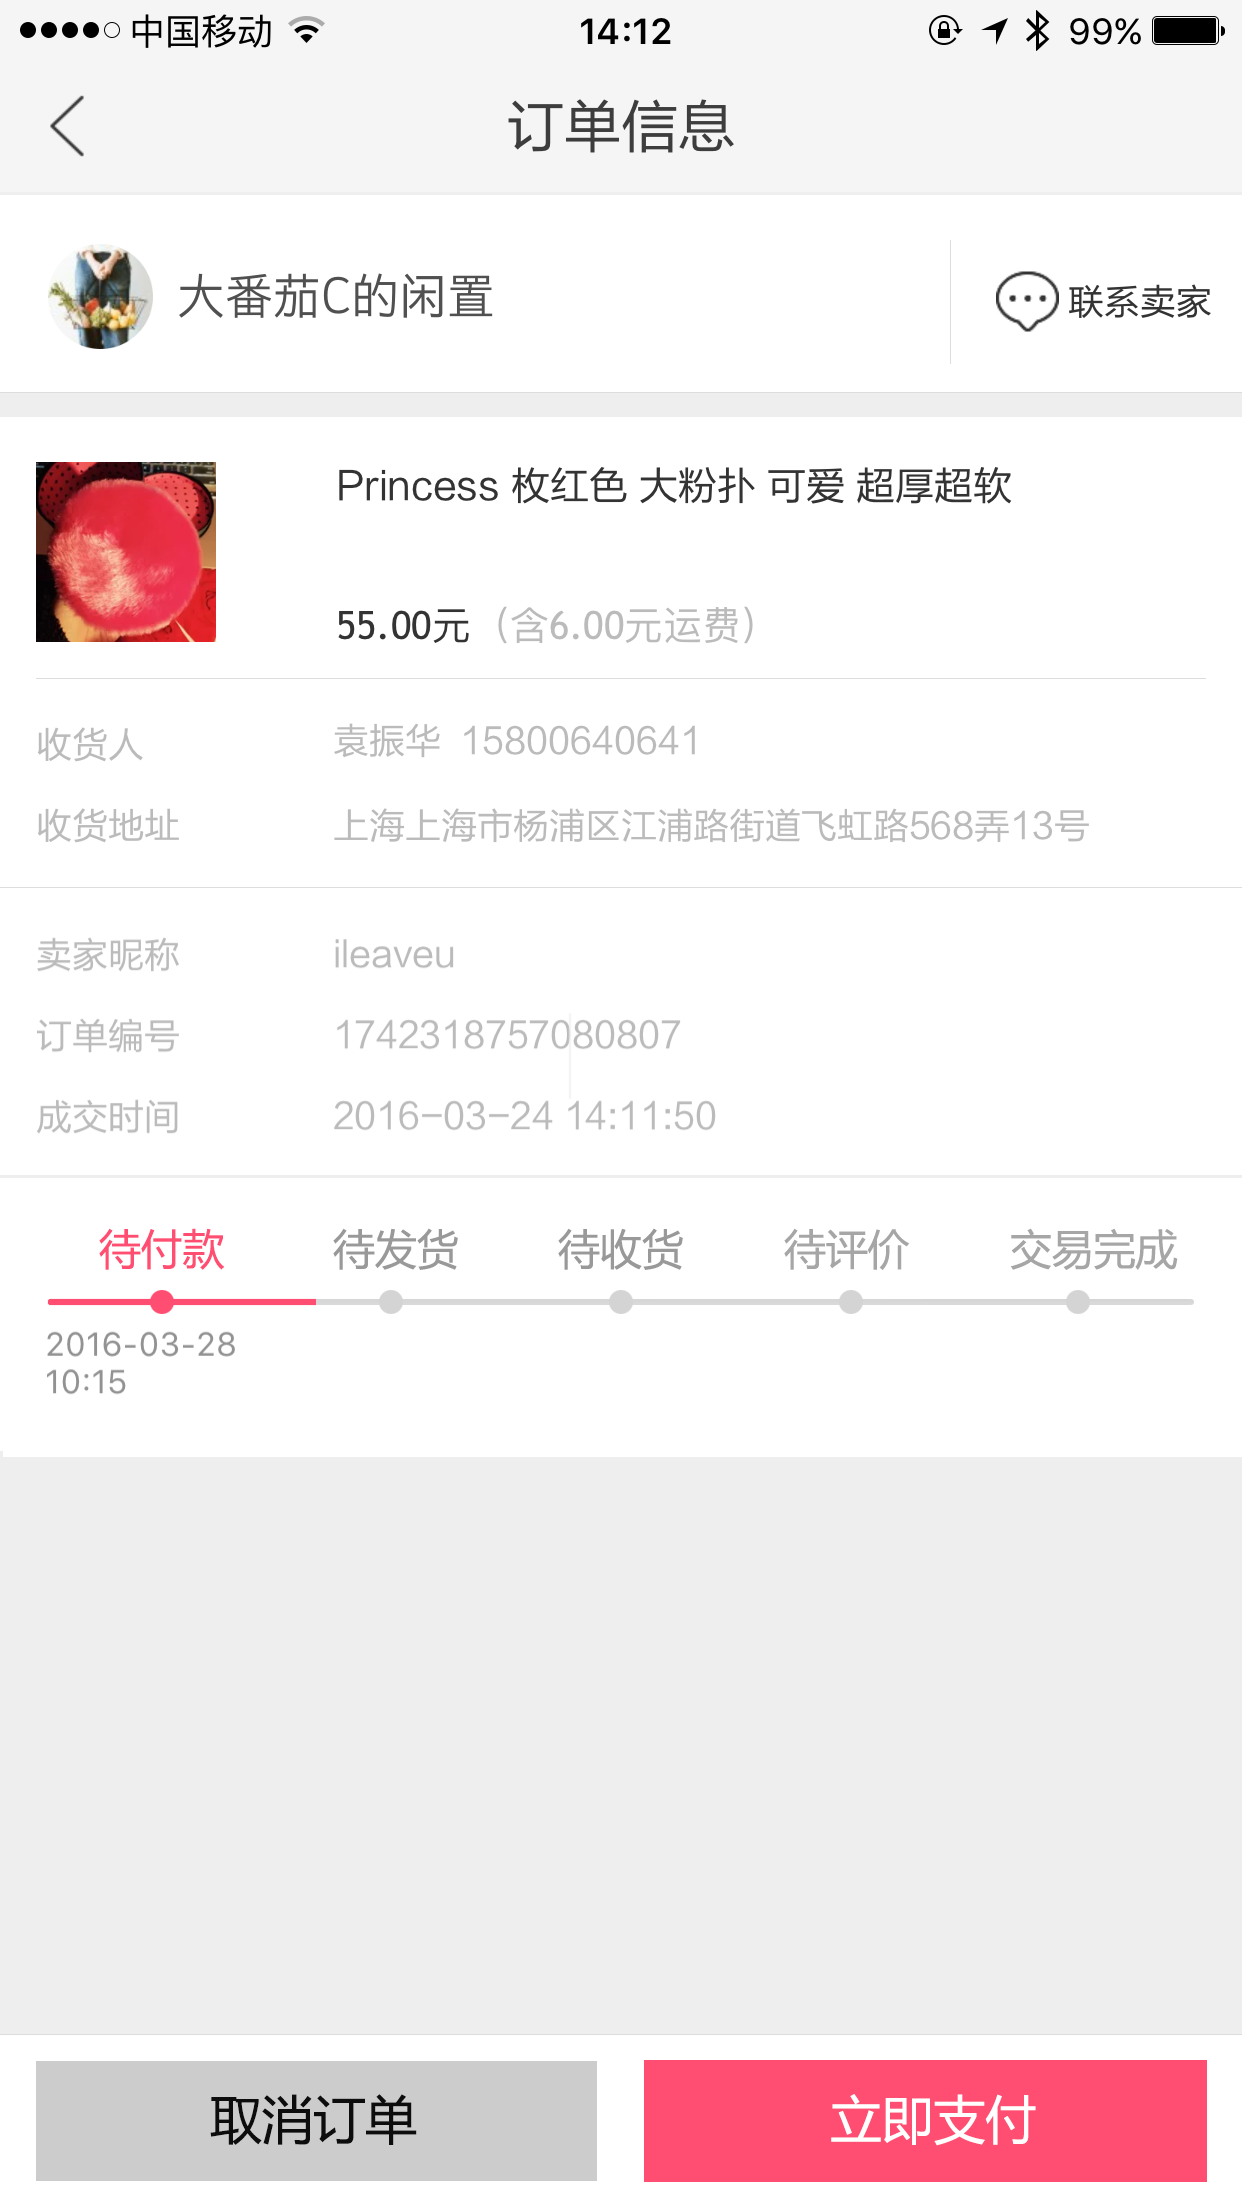 中国移动 14:12 99%
订单信息
大番茄C的闲置 联系卖家
Princess 枚红色 大粉扑 可爱 超厚超软
55.00元（含6.00元运费）
收货人 袁振华 15800640641
收货地址 上海上海市杨浦区江浦路街道飞虹路568弄13号
卖家昵称 ileaveu
订单编号 1742318757080807
成交时间 2016-03-24 14:11:50
待付款 待发货 待收货 待评价 交易完成
2016-03-28
10:15
取消订单 立即支付